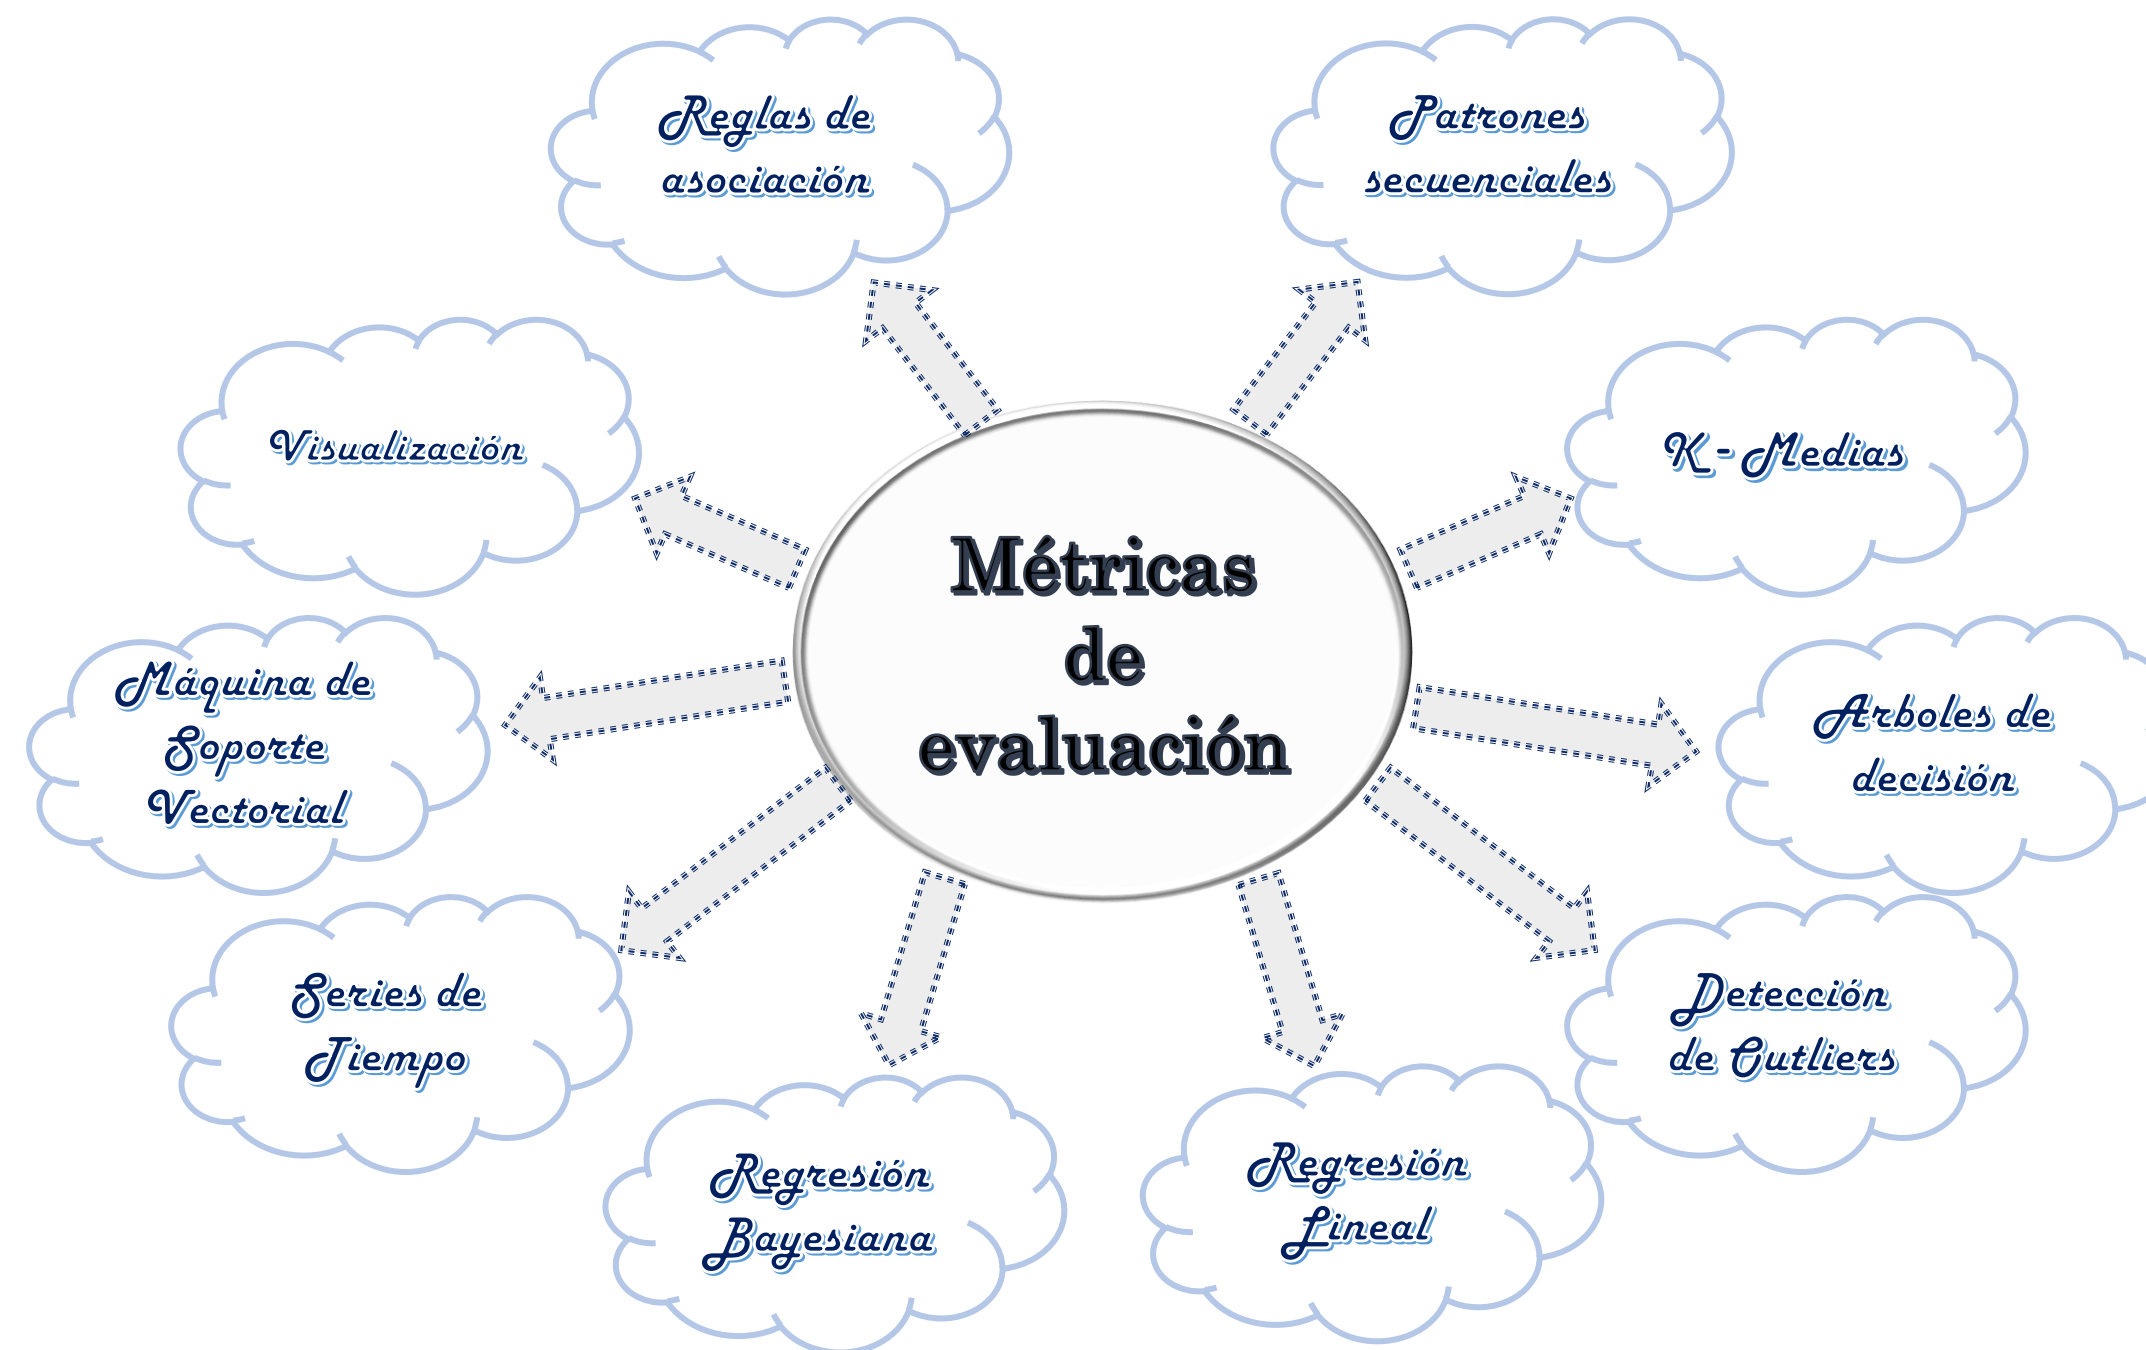 Reglas de
asociación
Patrones
secuenciales
Visualización
K - Medias
Métricas
de
evaluación
Máquina de
Soporte
Vectorial
Arboles de
decisión
Series de
Tiempo
Detección
de Outliers
Regresión
Bayesiana
Regresión
Lineal